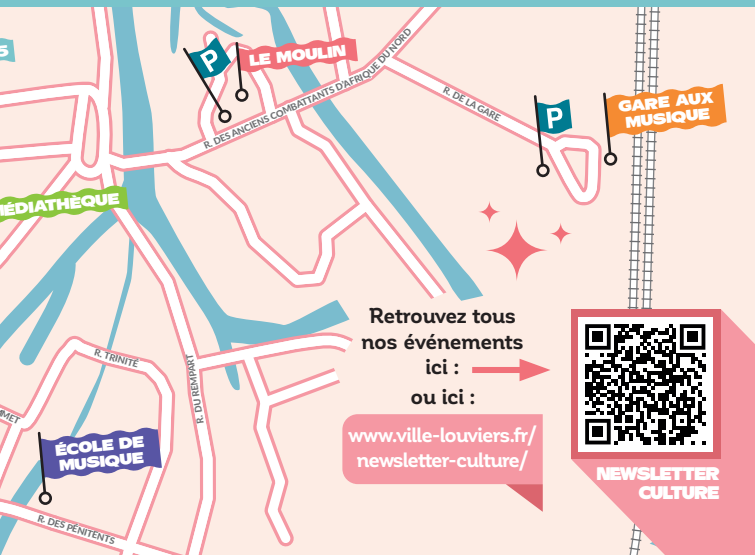 5
P
LE MOULIN
R. DES ANCIENS COMBATTANTS D'AFRIQUE DU NORD
R. DE LA GARE
P
GARE AUX
MUSIQUE
MÉDIATHÈQUE
Retrouvez tous
nos événements
ici :
ou ici :
www.ville-louviers.fr/
newsletter-culture/
NEWSLETTER
CULTURE
R. TRINITÉ
R. DU REMPART
MET
ÉCOLE DE
MUSIQUE
R. DES PÉNITENTS